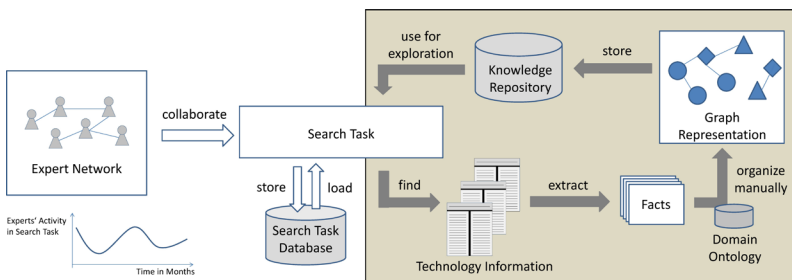 Expert Network
collaborate
Search Task
store
load
Search Task
Database
Experts' Activity
in Search Task
Time in Months
use for
exploration
Knowledge
Repository
store
Graph
Representation
find
Technology Information
extract
Facts
organize
manually
Domain
Ontology